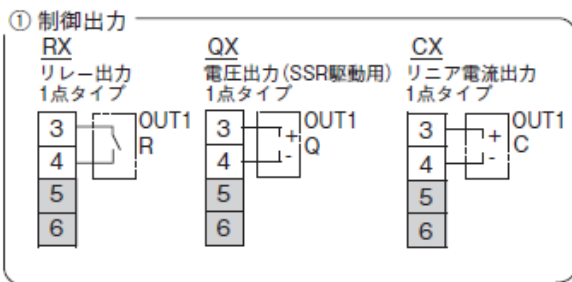 ① 制御出力
RX
リレー出力
1点タイプ
3
4
5
6
OUT1
R
QX
電圧出力(SSR駆動用)
1点タイプ
3
4
5
6
+
-
OUT1
Q
CX
リニア電流出力
1点タイプ
3
4
5
6
+
-
OUT1
C